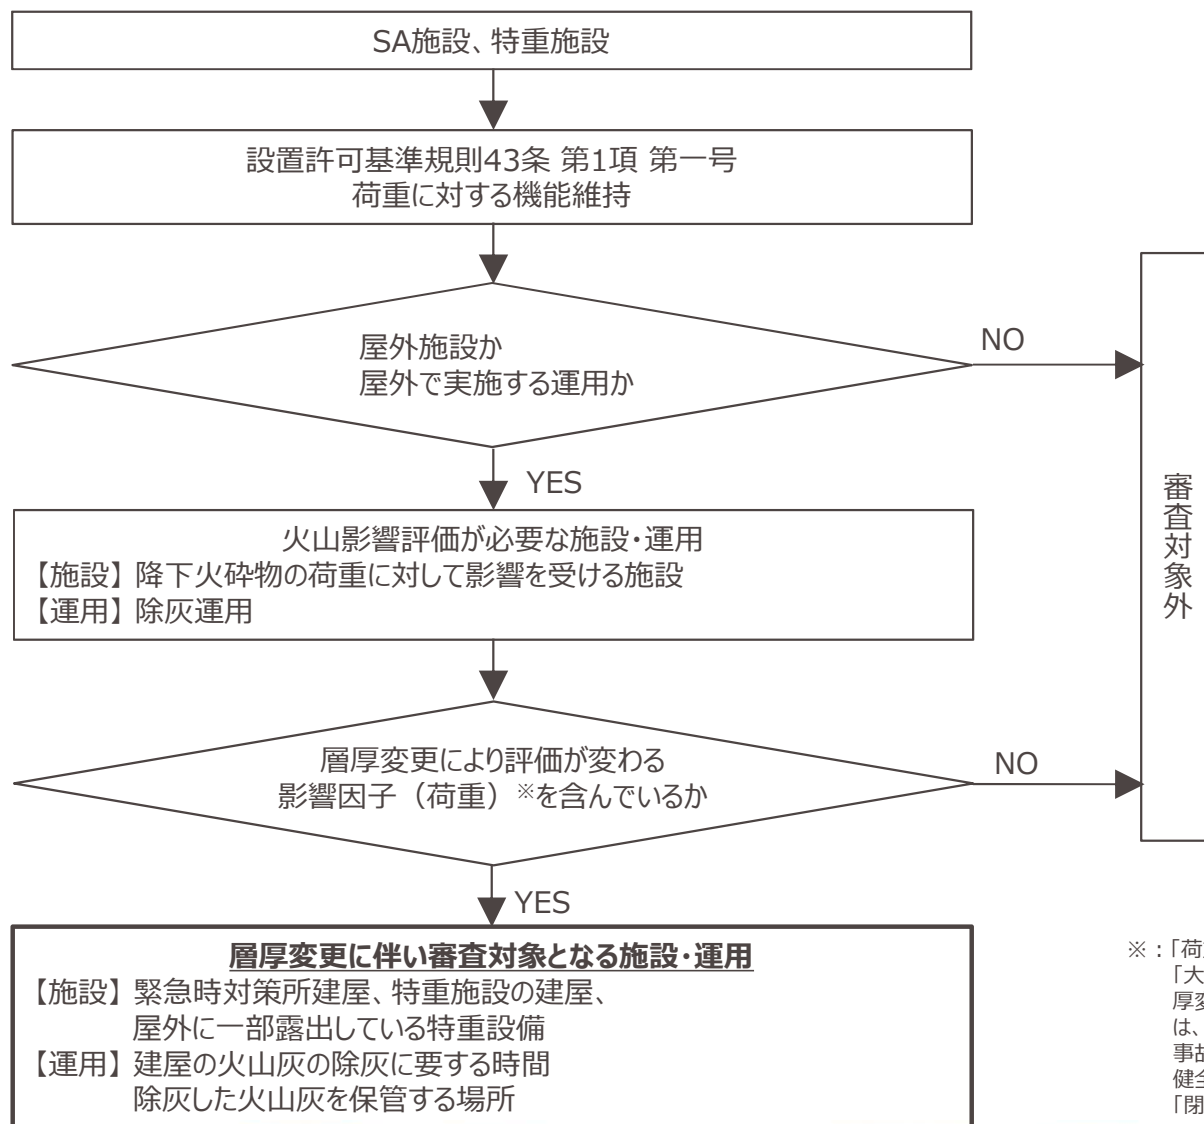 SA施設、特重施設
設置許可基準規則43条 第1項 第一号
荷重に対する機能維持
屋外施設か
屋外で実施する運用か
NO
YES
火山影響評価が必要な施設・運用
【施設】降下火砕物の荷重に対して影響を受ける施設
【運用】除灰運用
層厚変更により評価が変わる
影響因子（荷重）※を含んでいるか
NO
YES
審査対象外
層厚変更に伴い審査対象となる施設・運用
【施設】緊急時対策所建屋、特重施設の建屋、
屋外に一部露出している特重設備
【運用】建屋の火山灰の除灰に要する時間
除灰した火山灰を保管する場所
※：「荷
「大
厚変
は、
事故
健全
「閉